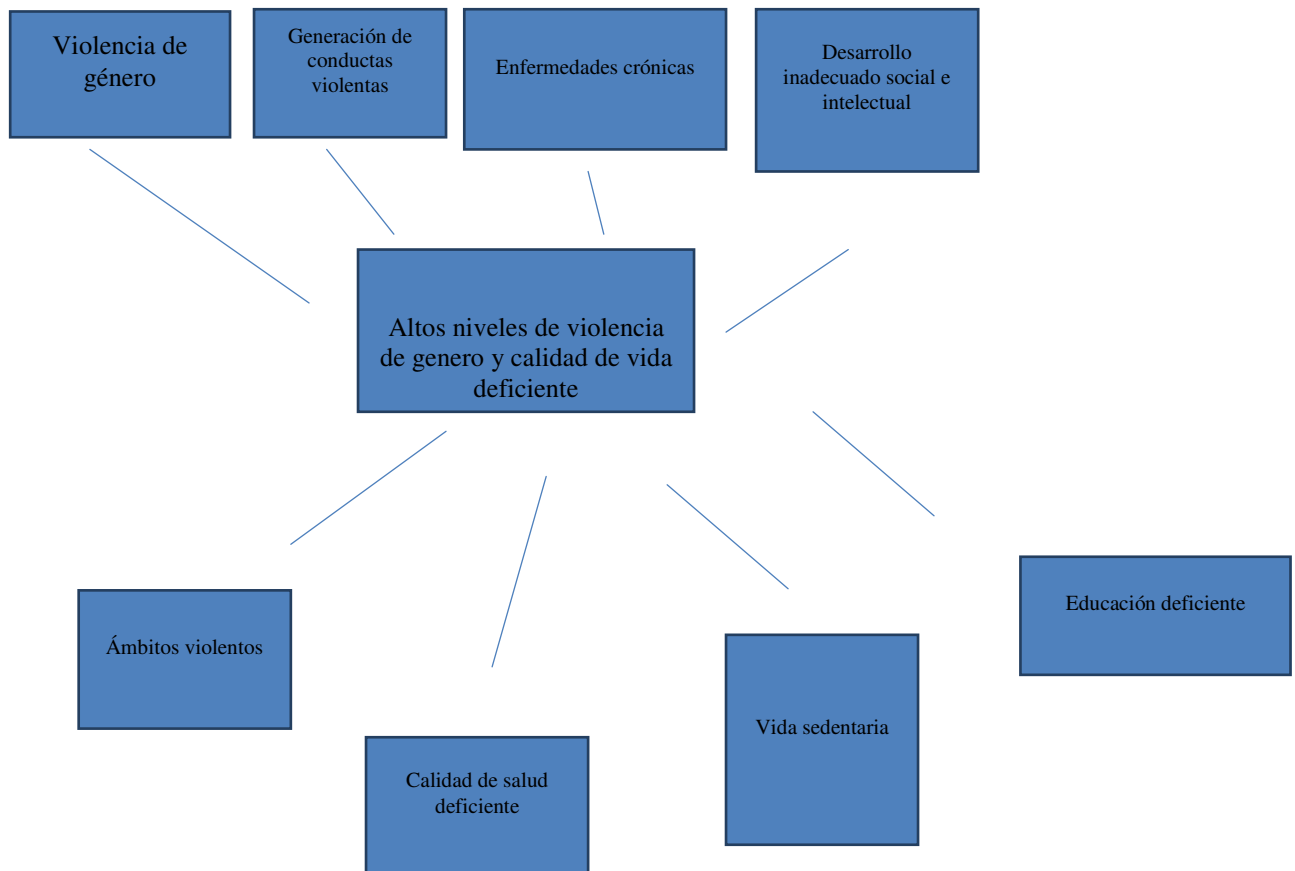 Violencia de
género
Generación de
conductas
violentas
Enfermedades crónicas
Desarrollo
inadecuado social e
intelectual
Altos niveles de violencia
de genero y calidad de vida
deficiente
Ámbitos violentos
Calidad de salud
deficiente
Vida sedentaria
Educación deficiente